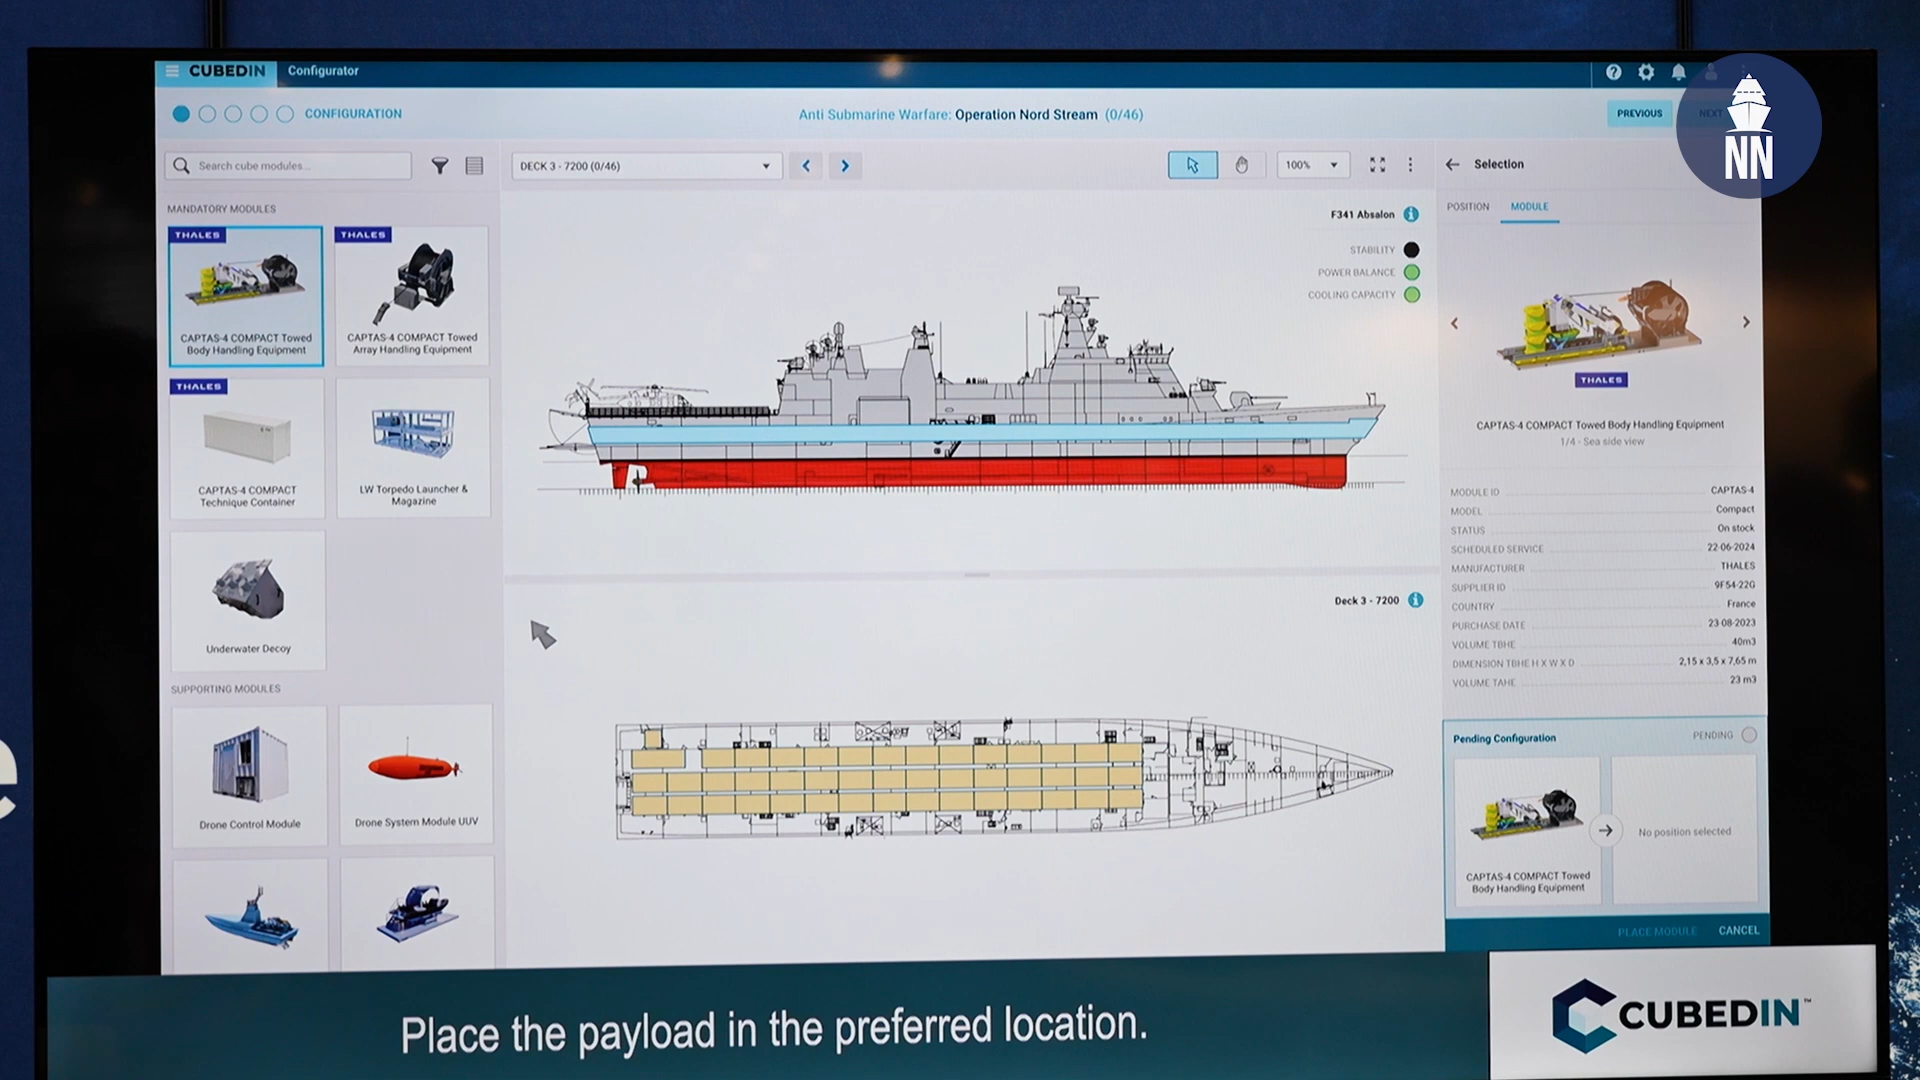 CUBEDIN
Configurator
CONFIGURATION
Anti Submarine Warfare: Operation Nord Stream (0/46)
PREVIOUS
NEXT
NN
Search cube modules...
DECK 3 - 7200 (0/46)
100%
Selection
POSITION
MODULE
MANDATORY MODULES
THALES
CAPTAS-4 COMPACT Towed
Body Handling Equipment
THALES
CAPTAS-4 COMPACT Towed
Array Handling Equipment
THALES
CAPTAS-4 COMPACT
Technique Container
LW Torpedo Launcher &
Magazine
Underwater Decoy
SUPPORTING MODULES
Drone Control Module
Drone System Module UUV
F341 Absalon
STABILITY
POWER BALANCE
COOLING CAPACITY
Deck 3 - 7200
THALES
CAPTAS-4 COMPACT Towed Body Handling Equipment
1/4 - Sea side view
MODULE ID CAPTAS-4
MODEL Compact
STATUS On stock
SCHEDULED SERVICE 22-06-2024
MANUFACTURER THALES
SUPPLIER ID 9F54-22G
COUNTRY France
PURCHASE DATE 23-08-2023
VOLUME TBHE 40m3
DIMENSION TBHE H X W X D 2,15 x 3,5 x 7,65 m
VOLUME TAHE 23 m3
Pending Configuration
PENDING
CAPTAS-4 COMPACT Towed
Body Handling Equipment
No position selected
PLACE MODULE
CANCEL
Place the payload in the preferred location.
CUBEDIN™
e